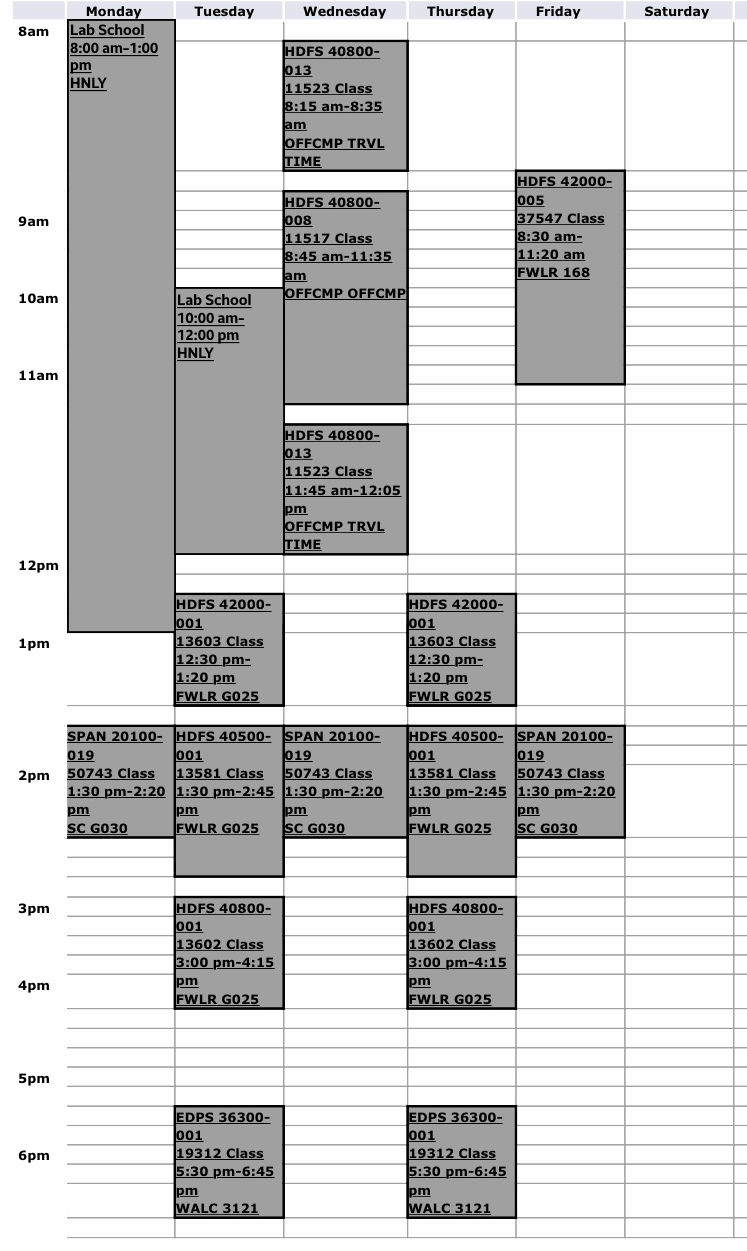 Monday Tuesday Wednesday Thursday Friday Saturday
8am
Lab School
8:00 am-1:00
pm
HNLY
HDFS 40800-
013
11523 Class
8:15 am-8:35
am
OFFCMP TRVL
TIME
HDFS 42000-
005
37547 Class
8:30 am-
11:20 am
FWLR 168
9am
HDFS 40800-
008
11517 Class
8:45 am-11:35
am
OFFCMP OFFCMP
10am
Lab School
10:00 am-
12:00 pm
HNLY
11am
HDFS 40800-
013
11523 Class
11:45 am-12:05
pm
OFFCMP TRVL
TIME
12pm
HDFS 42000-
001
13603 Class
12:30 pm-
1:20 pm
FWLR G025
HDFS 42000-
001
13603 Class
12:30 pm-
1:20 pm
FWLR G025
1pm
SPAN 20100-
019
50743 Class
1:30 pm-2:20
pm
SC G030
HDFS 40500-
001
13581 Class
1:30 pm-2:45
pm
FWLR G025
SPAN 20100-
019
50743 Class
1:30 pm-2:20
pm
SC G030
HDFS 40500-
001
13581 Class
1:30 pm-2:45
pm
FWLR G025
SPAN 20100-
019
50743 Class
1:30 pm-2:20
pm
SC G030
2pm
3pm
HDFS 40800-
001
13602 Class
3:00 pm-4:15
pm
FWLR G025
HDFS 40800-
001
13602 Class
3:00 pm-4:15
pm
FWLR G025
4pm
5pm
EDPS 36300-
001
19312 Class
5:30 pm-6:45
pm
WALC 3121
EDPS 36300-
001
19312 Class
5:30 pm-6:45
pm
WALC 3121
6pm